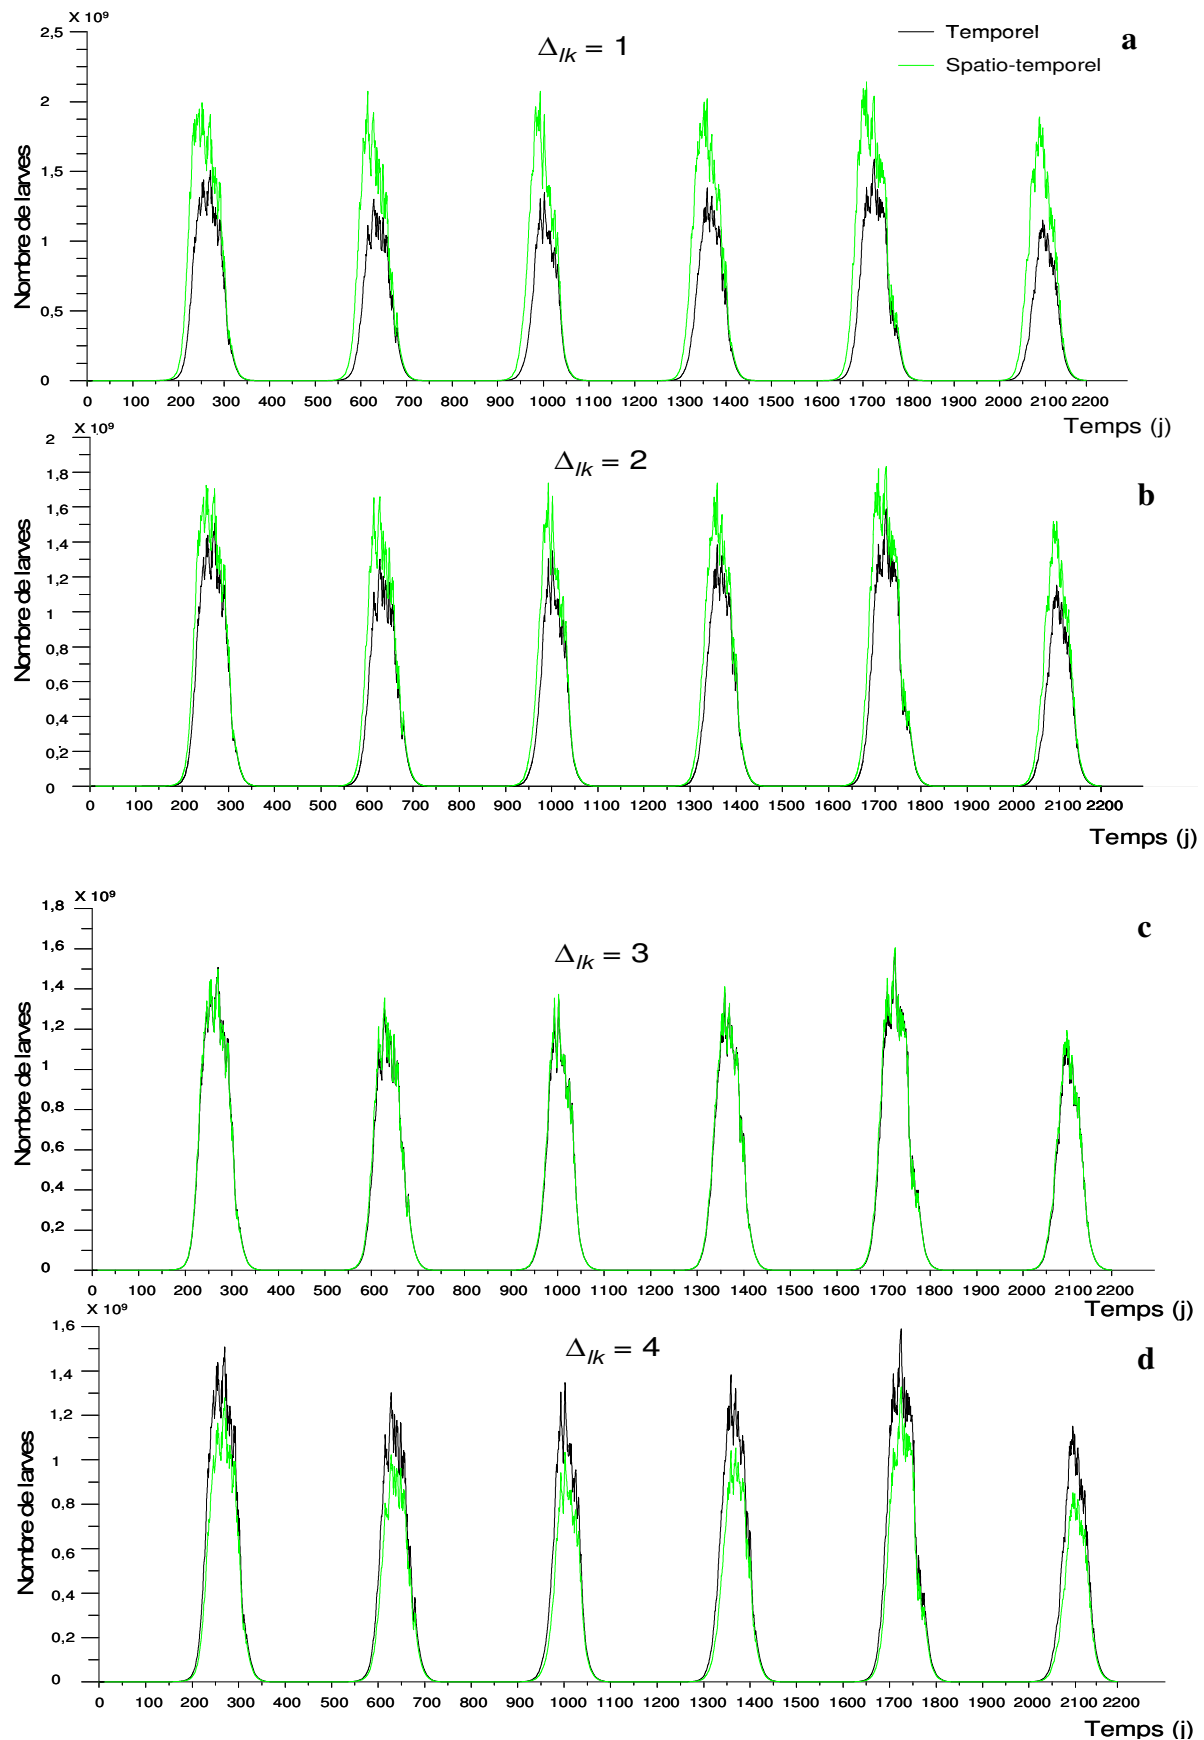 X 10⁹
Δlk = 1
Temporel
Spatio-temporel
a
2,5
2
1,5
1
0,5
0
Nombre de larves
0 100 200 300 400 500 600 700 800 900 1000 1100 1200 1300 1400 1500 1600 1700 1800 1900 2000 2100 2200
Temps (j)
X 10⁹
Δlk = 2
b
2
1,8
1,6
1,4
1,2
1
0,8
0,6
0,4
0,2
0
Nombre de larves
0 100 200 300 400 500 600 700 800 900 1000 1100 1200 1300 1400 1500 1600 1700 1800 1900 2000 2100 2200
Temps (j)
X 10⁹
Δlk = 3
c
1,8
1,6
1,4
1,2
1
0,8
0,6
0,4
0,2
0
Nombre de larves
0 100 200 300 400 500 600 700 800 900 1000 1100 1200 1300 1400 1500 1600 1700 1800 1900 2000 2100 2200
Temps (j)
X 10⁹
Δlk = 4
d
1,6
1,4
1,2
1
0,8
0,6
0,4
0,2
0
Nombre de larves
0 100 200 300 400 500 600 700 800 900 1000 1100 1200 1300 1400 1500 1600 1700 1800 1900 2000 2100 2200
Temps (j)